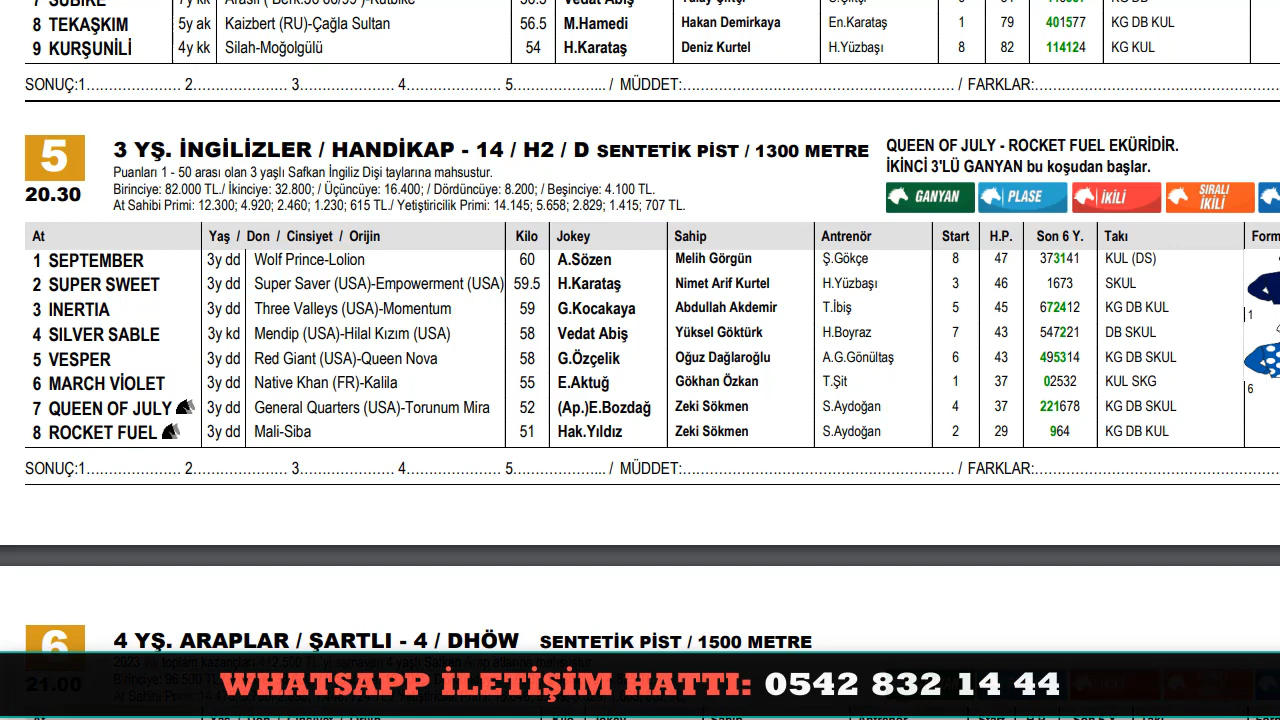 8 TEKAŞKIM 5y ak Kaizbert (RU)-Çağla Sultan 56.5 M.Hamedi Hakan Demirkaya En.Karataş 1 79 401577 KG DB KUL
9 KURŞUNİLİ 4y kk Silah-Moğolgülü 54 H.Karataş Deniz Kurtel H.Yüzbaşı 8 82 114124 KG KUL
SONUÇ:1..................... 2........................ 3....................... 4....................... 5...................... / MÜDDET:............................................................. / FARKLAR:.......................................................
5 3 YŞ. İNGİLİZLER / HANDİKAP - 14 / H2 / D SENTETİK PİST / 1300 METRE QUEEN OF JULY - ROCKET FUEL EKÜRİDİR.
Puanları 1 - 50 arası olan 3 yaşlı Safkan İngiliz Dişi taylarına mahsustur. İKİNCİ 3'LÜ GANYAN bu koşudan başlar.
20.30 Birinciye: 82.000 TL./ İkinciye: 32.800; / Üçüncüye: 16.400; / Dördüncüye: 8.200; / Beşinciye: 4.100 TL. GANYAN PLASE İKİLİ SIRALI İKİLİ
At Sahibi Primi: 12.300; 4.920; 2.460; 1.230; 615 TL./ Yetiştiricilik Primi: 14.145; 5.658; 2.829; 1.415; 707 TL.
At Yaş / Don / Cinsiyet / Orijin Kilo Jokey Sahip Antrenör Start H.P. Son 6 Y. Takı Form
1 SEPTEMBER 3y dd Wolf Prince-Lolion 60 A.Sözen Melih Görgün Ş.Gökçe 8 47 373141 KUL (DS)
2 SUPER SWEET 3y dd Super Saver (USA)-Empowerment (USA) 59.5 H.Karataş Nimet Arif Kurtel H.Yüzbaşı 3 46 1673 SKUL
3 INERTIA 3y dd Three Valleys (USA)-Momentum 59 G.Kocakaya Abdullah Akdemir T.İbiş 5 45 672412 KG DB KUL 1
4 SILVER SABLE 3y kd Mendip (USA)-Hilal Kızım (USA) 58 Vedat Abiş Yüksel Göktürk H.Boyraz 7 43 547221 DB SKUL
5 VESPER 3y dd Red Giant (USA)-Queen Nova 58 G.Özçelik Oğuz Dağlaroğlu A.G.Gönültaş 6 43 495314 KG DB SKUL
6 MARCH VİOLET 3y dd Native Khan (FR)-Kalila 55 E.Aktuğ Gökhan Özkan T.Şit 1 37 02532 KUL SKG 6
7 QUEEN OF JULY 3y dd General Quarters (USA)-Torunum Mira 52 (Ap.)E.Bozdağ Zeki Sökmen S.Aydoğan 4 37 221678 KG DB SKUL
8 ROCKET FUEL 3y dd Mali-Siba 51 Hak.Yıldız Zeki Sökmen S.Aydoğan 2 29 964 KG DB KUL
SONUÇ:1..................... 2........................ 3....................... 4....................... 5...................... / MÜDDET:............................................................. / FARKLAR:.......................................................
6 4 YŞ. ARAPLAR / ŞARTLI - 4 / DHÖW SENTETİK PİST / 1500 METRE
21.00
WHATSAPP İLETİŞİM HATTI: 0542 832 14 44